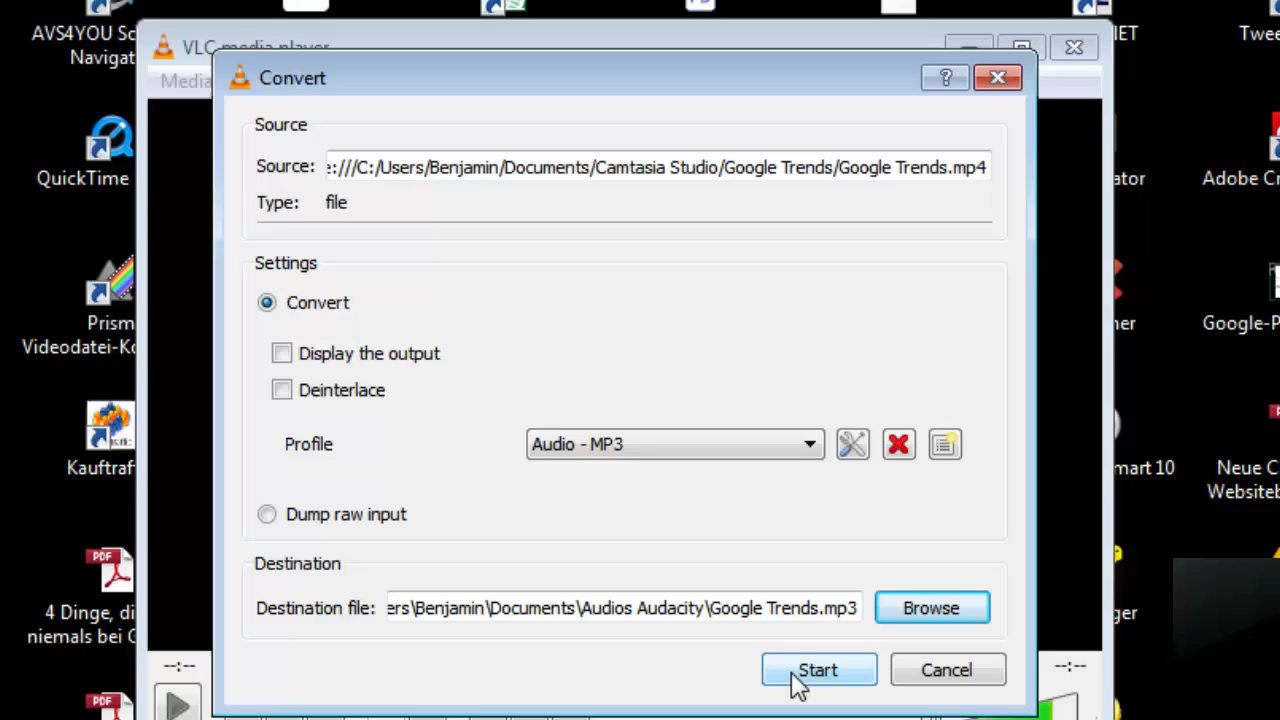 AVS4YOU Sc
Navigat
VLC media player
Media
Convert
?
Source
Source: e:///C:/Users/Benjamin/Documents/Camtasia Studio/Google Trends/Google Trends.mp4
Type: file
Settings
Convert
Display the output
Deinterlace
Profile Audio - MP3
Dump raw input
Destination
Destination file: ers\Benjamin\Documents\Audios Audacity\Google Trends.mp3 Browse
Start Cancel
--:-- --:--
QuickTime
Prism
Videodatei-Ko
Kauftraf
PDF
4 Dinge, di
niemals bei G
PDF
ET
Twee
ator
Adobe Cr
ner
Google-P
mart 10
Neue C
Websiteb
ger